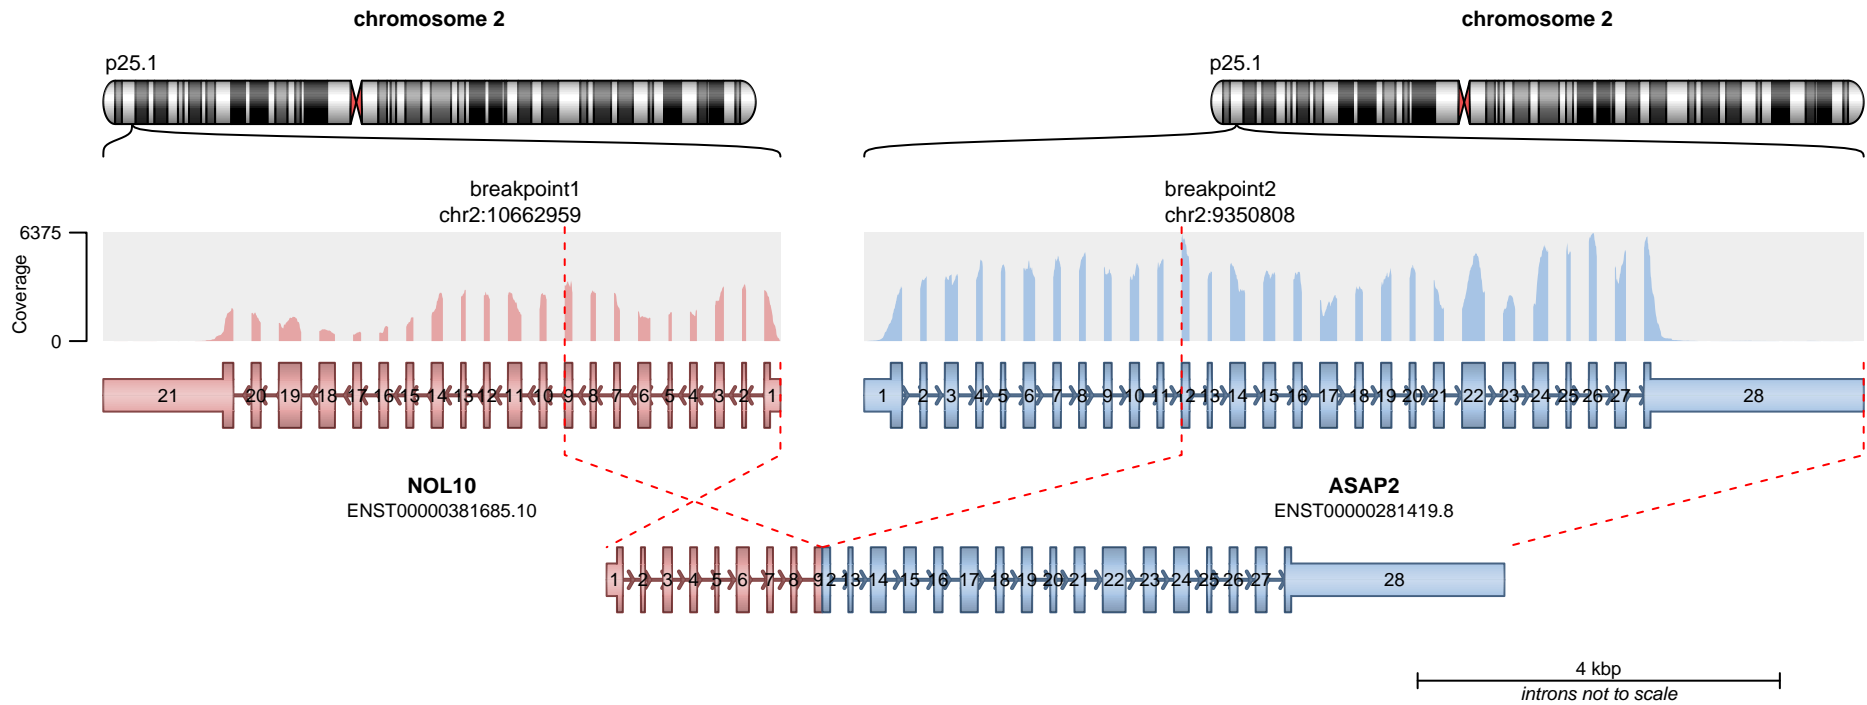 chromosome 2
chromosome 2
p25.1
p25.1
breakpoint1
chr2:10662959
breakpoint2
chr2:9350808
6375
Coverage
0
21 20 19 18 17 16 15 14 13 12 11 10 9 8 7 6 5 4 3 2 1
1 2 3 4 5 6 7 8 9 10 11 12 13 14 15 16 17 18 19 20 21 22 23 24 25 26 27 28
NOL10
ENST00000381685.10
ASAP2
ENST00000281419.8
1 2 3 4 5 6 7 8 9 12 13 14 15 16 17 18 19 20 21 22 23 24 25 26 27 28
4 kbp
introns not to scale